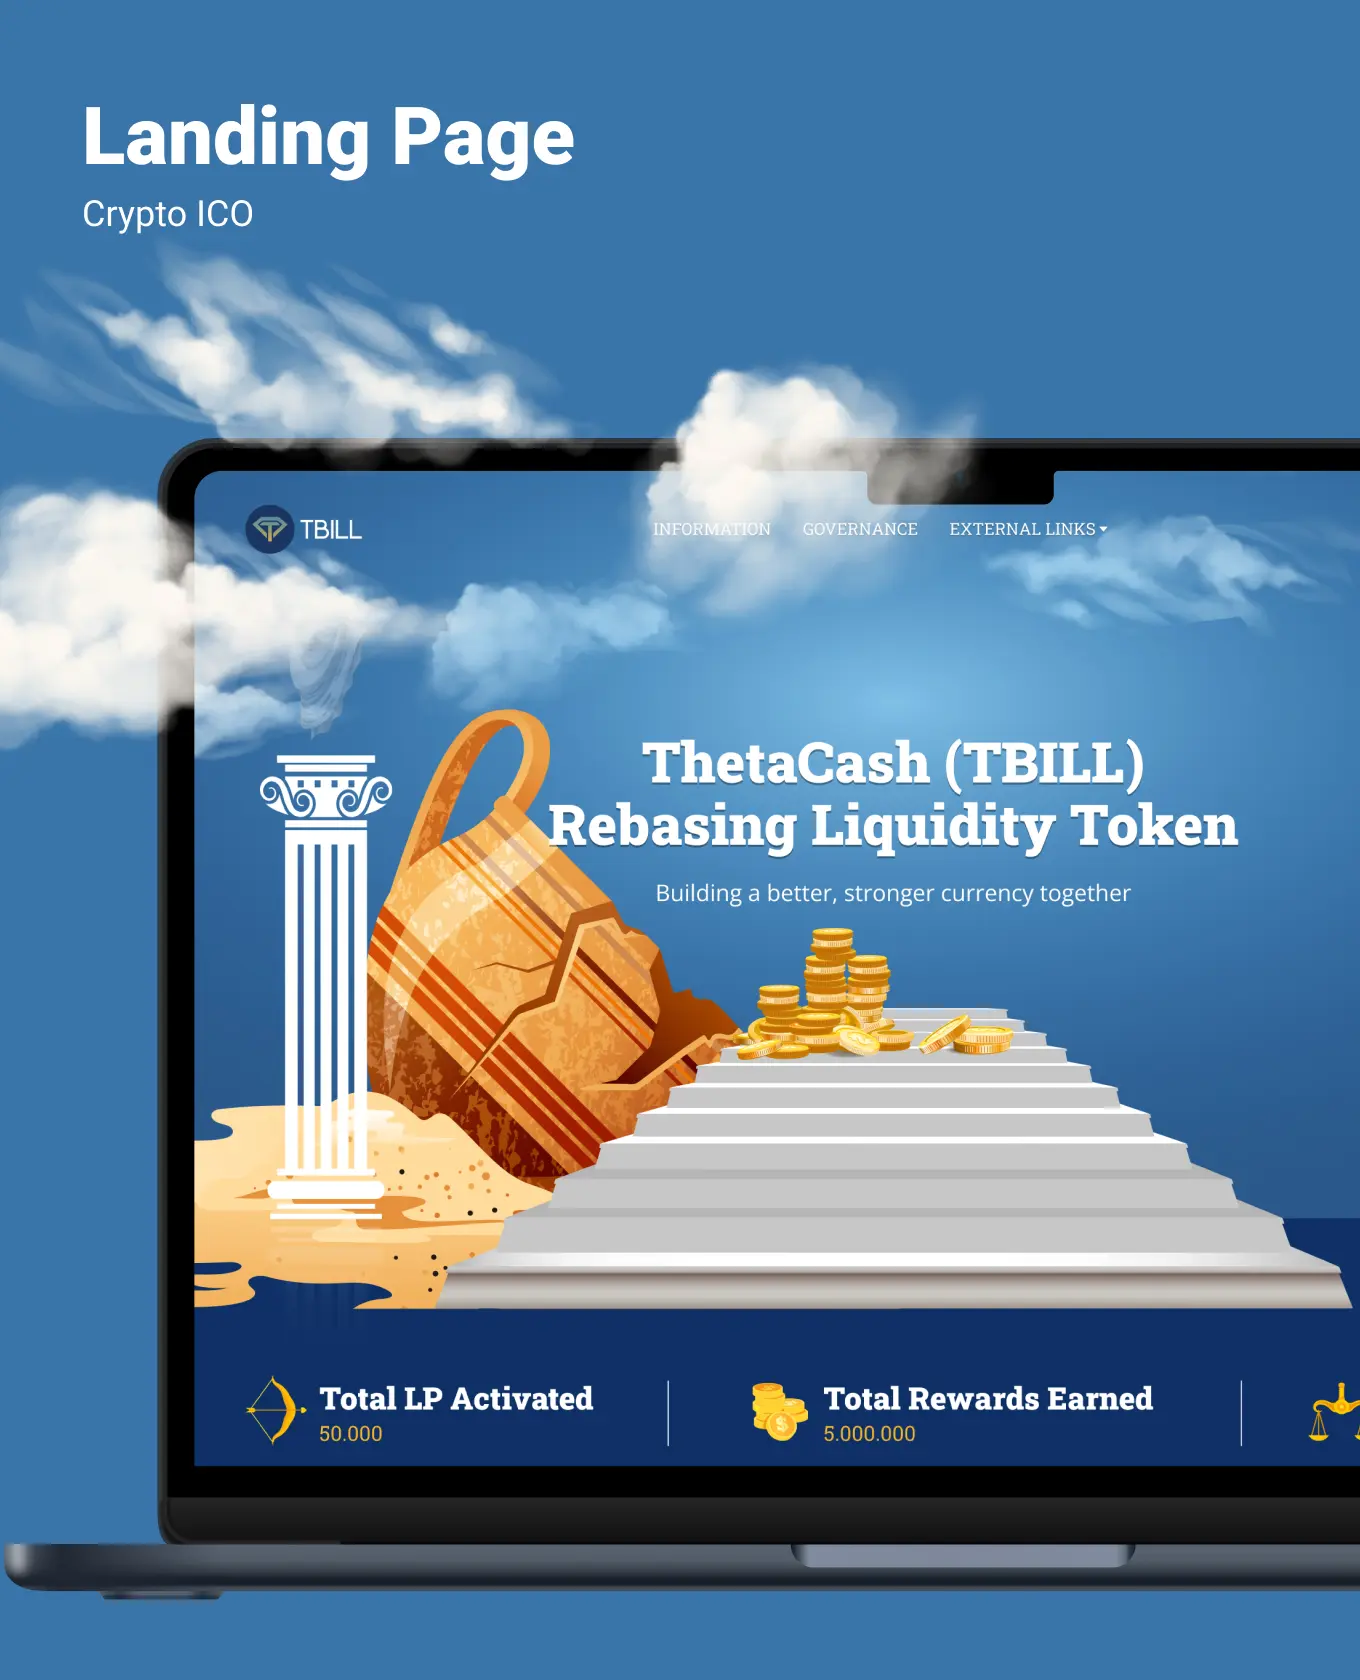 Landing Page
Crypto ICO
TBILL
INFORMATION GOVERNANCE EXTERNAL LINKS
ThetaCash (TBILL)
Rebasing Liquidity Token
Building a better, stronger currency together
Total LP Activated
50.000
Total Rewards Earned
5.000.000